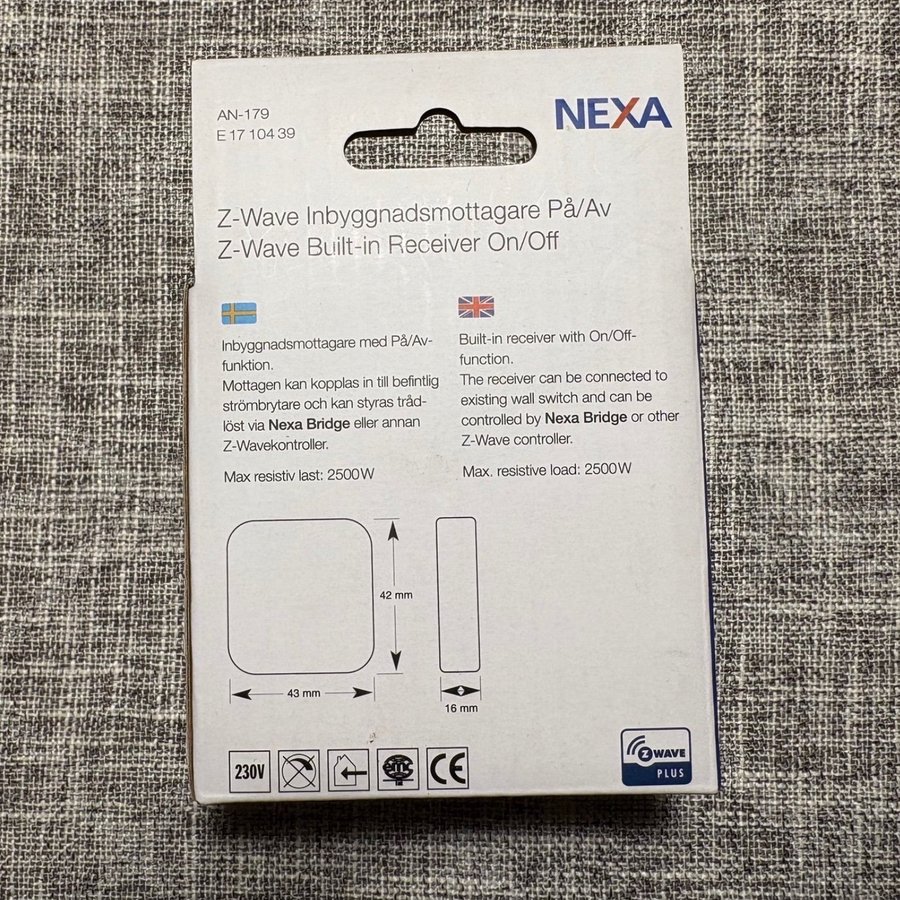 AN-179
E 17 104 39
NEXA
Z-Wave Inbyggnadsmottagare På/Av
Z-Wave Built-in Receiver On/Off
Inbyggnadsmottagare med På/Av-
funktion.
Mottagen kan kopplas in till befintlig
strömbrytare och kan styras tråd-
löst via Nexa Bridge eller annan
Z-Wavekontroller.
Max resistiv last: 2500W
Built-in receiver with On/Off-
function.
The receiver can be connected to
existing wall switch and can be
controlled by Nexa Bridge or other
Z-Wave controller.
Max. resistive load: 2500W
42 mm
43 mm
16 mm
230V
emc
CE
Z WAVE
PLUS